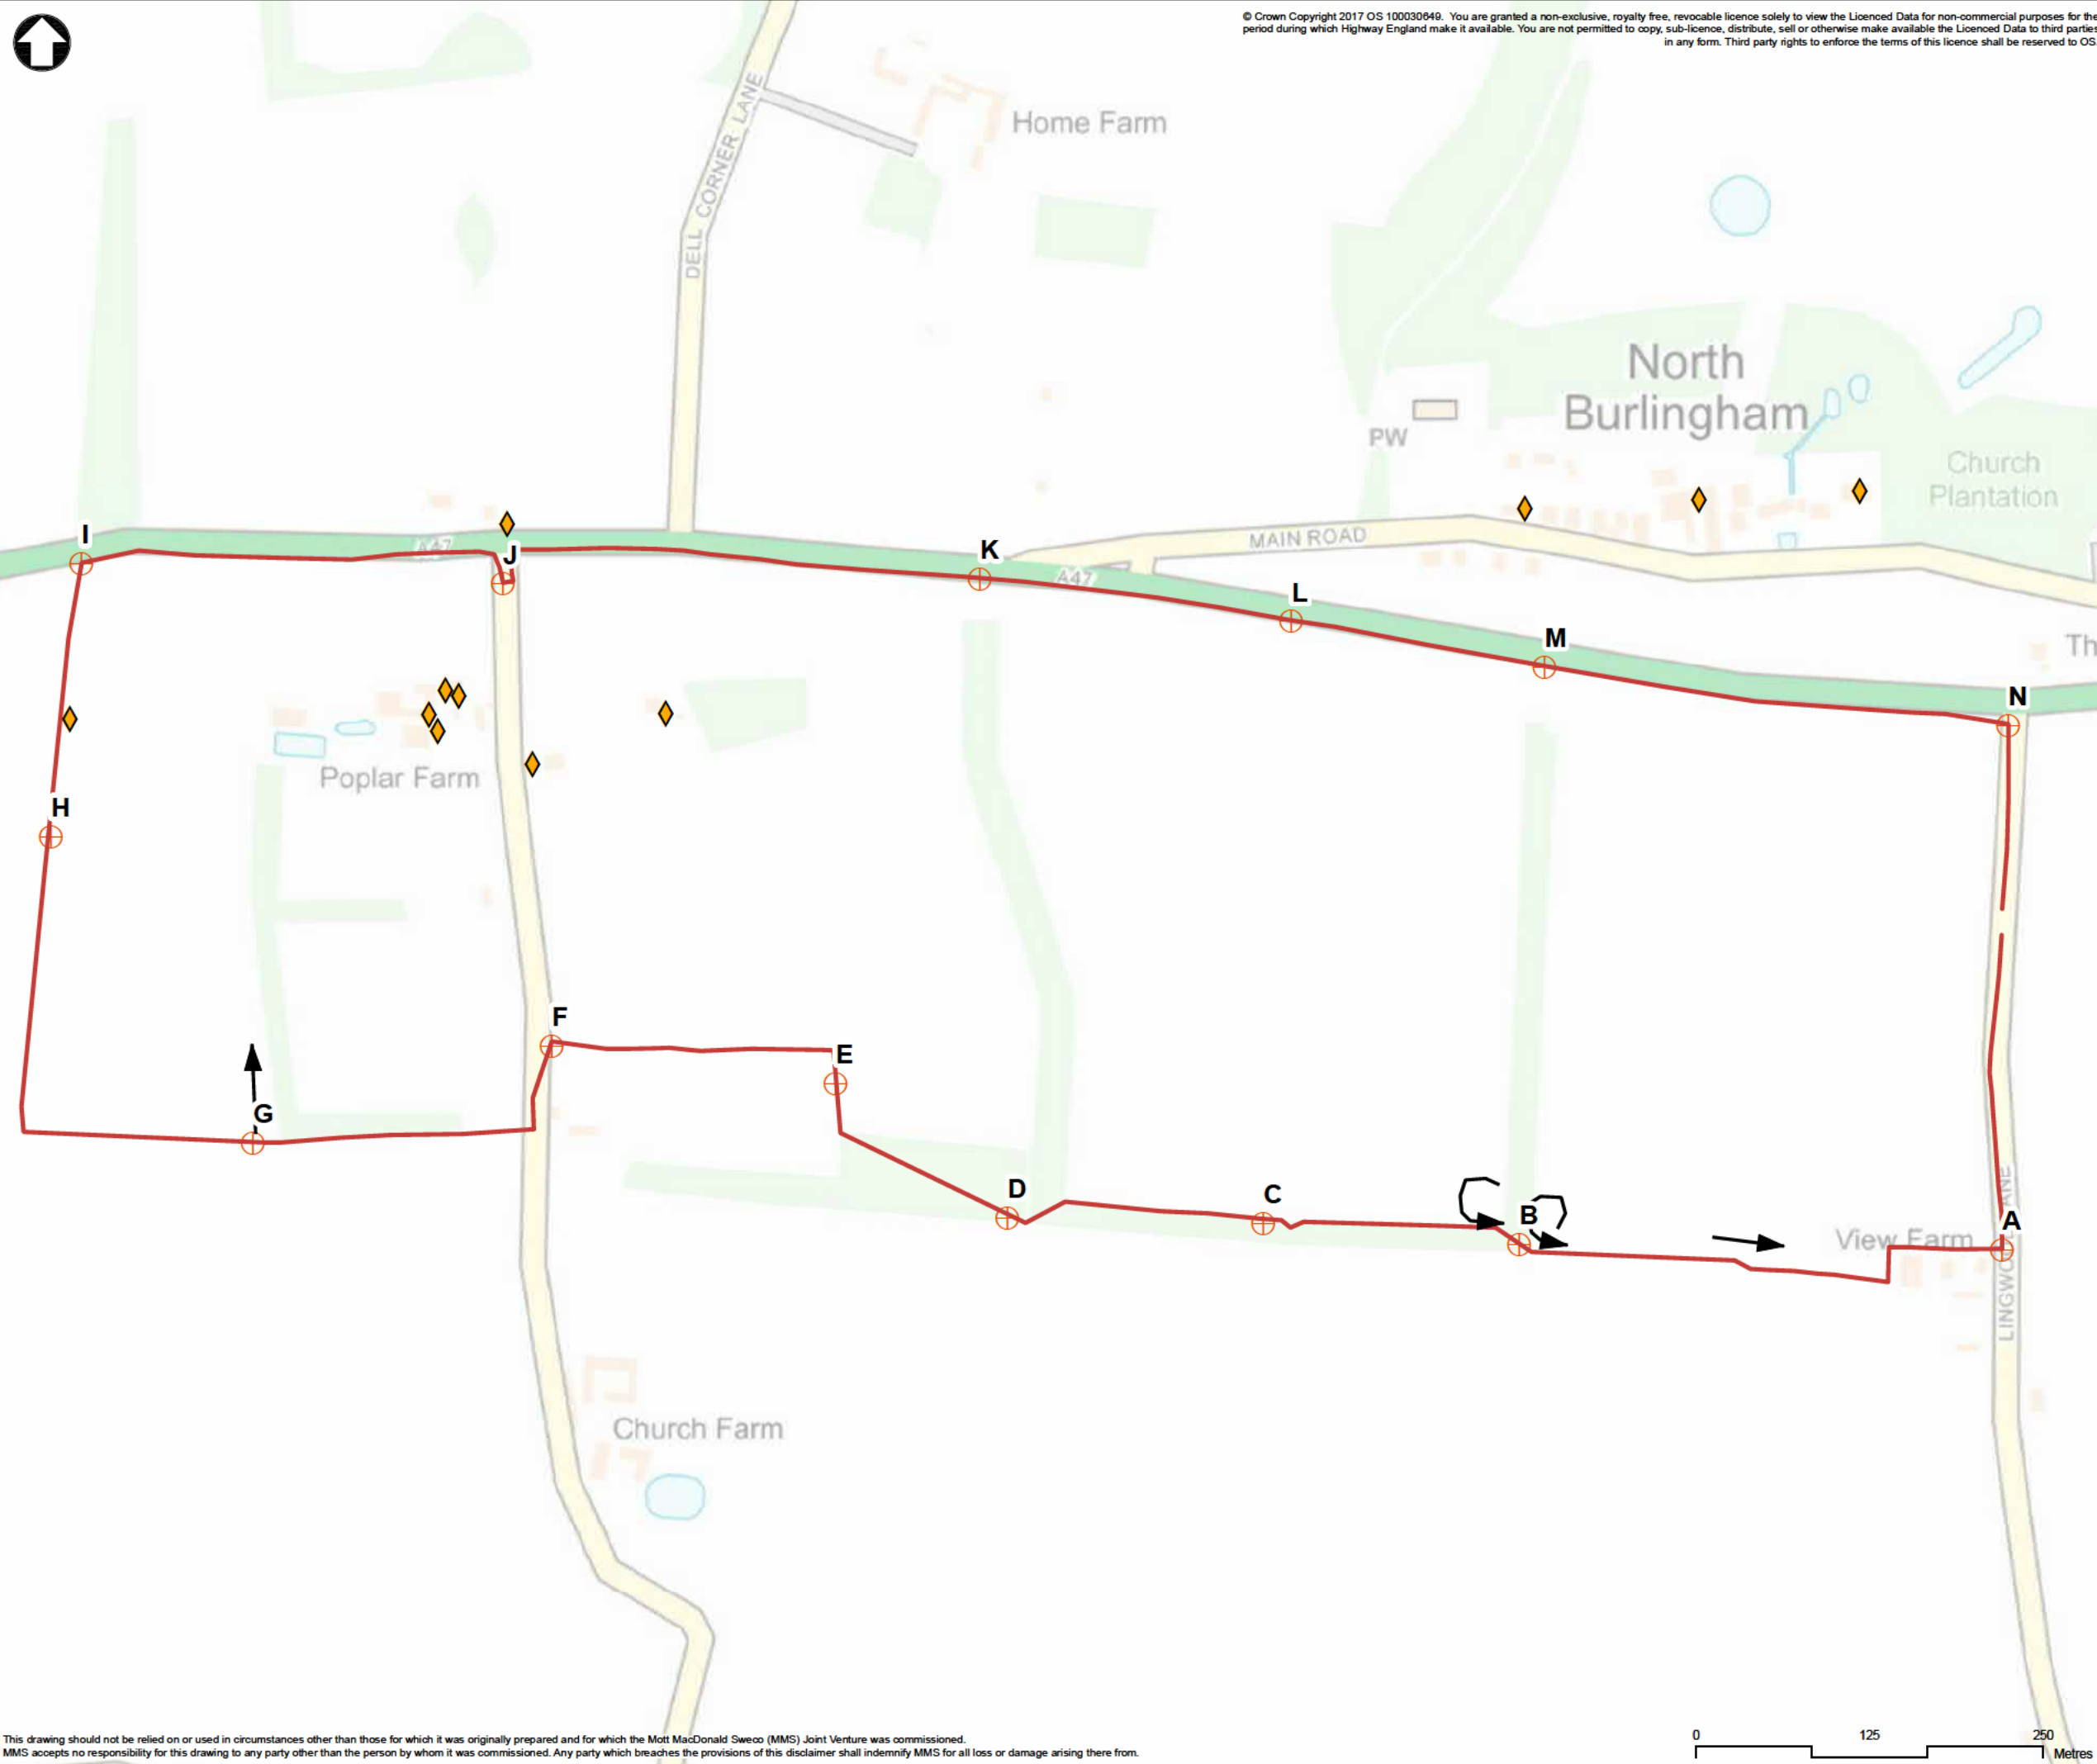 © Crown Copyright 2017 OS 100030649. You are granted a non-exclusive, royalty free, revocable licence solely to view the Licenced Data for non-commercial purposes for the
period during which Highway England make it available. You are not permitted to copy, sub-licence, distribute, sell or otherwise make available the Licenced Data to third parties
in any form. Third party rights to enforce the terms of this licence shall be reserved to OS.
DELL CORNER LANE
Home Farm
North
Burlingham
PW
Church
Plantation
MAIN ROAD
I
A47
J
K
A47
L
M
Th
N
Poplar Farm
H
F
E
G
D
C
B
A
View Farm
LINGWO LANE
Church Farm
0 125 250
Metres
This drawing should not be relied on or used in circumstances other than those for which it was originally prepared and for which the Mott MacDonald Sweco (MMS) Joint Venture was commissioned.
MMS accepts no responsibility for this drawing to any party other than the person by whom it was commissioned. Any party which breaches the provisions of this disclaimer shall indemnify MMS for all loss or damage arising there from.